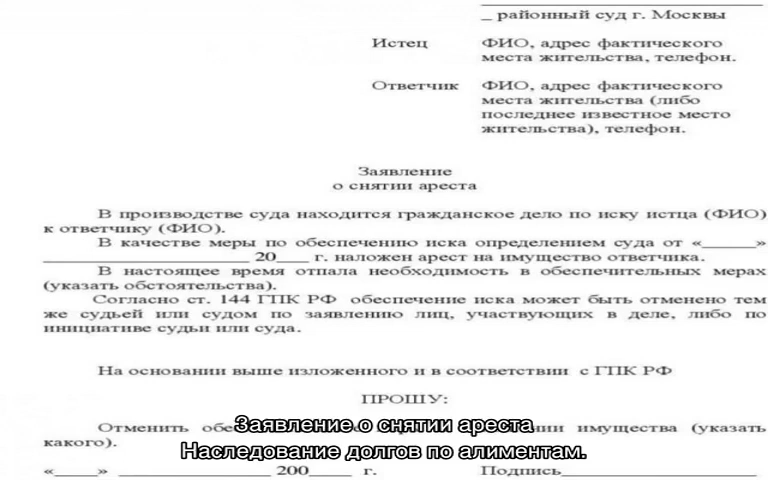 _ районный суд г. Москвы
Истец ФИО, адрес фактического
места жительства, телефон.
Ответчик ФИО, адрес фактического
места жительства (либо
последнее известное место
жительства), телефон.
Заявление
о снятии ареста
В производстве суда находится гражданское дело по иску истца (ФИО)
к ответчику (ФИО).
В качестве меры по обеспечению иска определением суда от «_____»
__________________ 20___ г. наложен арест на имущество ответчика.
В настоящее время отпала необходимость в обеспечительных мерах
(указать обстоятельства).
Согласно ст. 144 ГПК РФ обеспечение иска может быть отменено тем
же судьей или судом по заявлению лиц, участвующих в деле, либо по
инициативе судьи или суда.
На основании выше изложенного и в соответствии с ГПК РФ
ПРОШУ:
Отменить имущества (указать
Заявление о снятии ареста
какого).
Наследование долгов по алиментам.
«____» ______________ 200____ г. Подпись____________